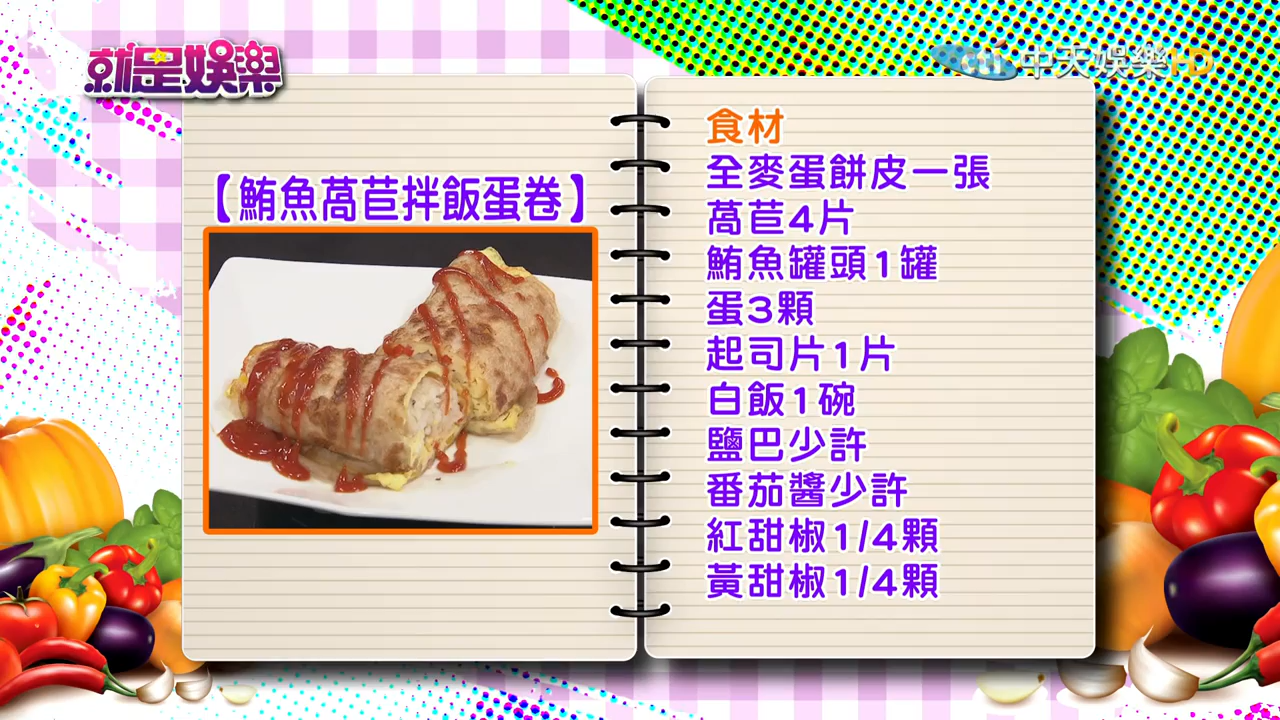 就是娛樂
cti 中天娛樂HD
【鮪魚萵苣拌飯蛋卷】
食材
全麥蛋餅皮一張
萵苣4片
鮪魚罐頭1罐
蛋3顆
起司片1片
白飯1碗
鹽巴少許
番茄醬少許
紅甜椒1/4顆
黃甜椒1/4顆